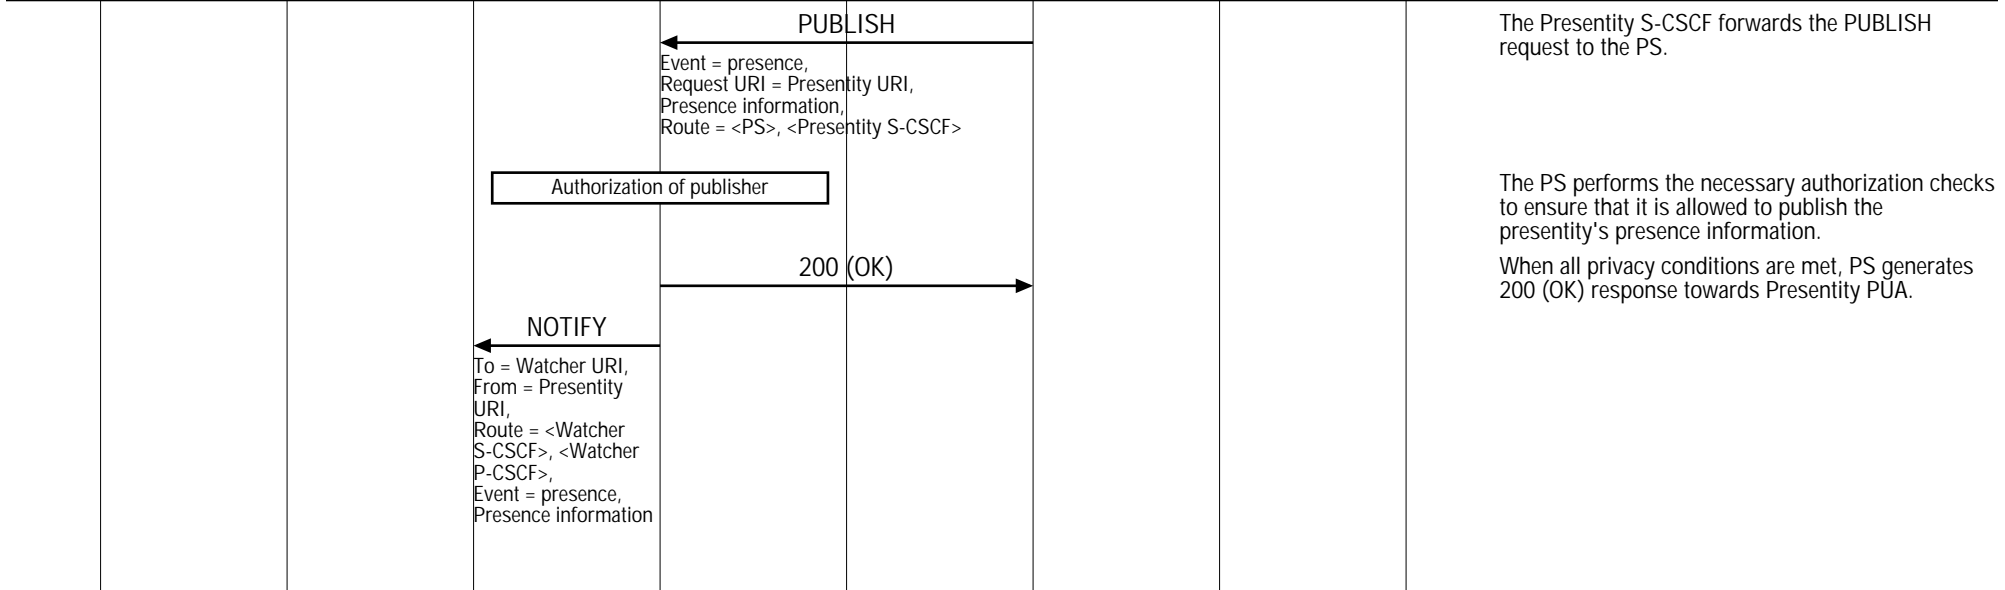 PUBLISH
The Presentity S-CSCF forwards the PUBLISH
request to the PS.
Event = presence,
Request URI = Presentity URI,
Presence information,
Route = <PS>, <Presentity S-CSCF>
Authorization of publisher
The PS performs the necessary authorization checks
to ensure that it is allowed to publish the
presentity's presence information.
200 (OK)
When all privacy conditions are met, PS generates
200 (OK) response towards Presentity PUA.
NOTIFY
To = Watcher URI,
From = Presentity
URI,
Route = <Watcher
S-CSCF>, <Watcher
P-CSCF>,
Event = presence,
Presence information